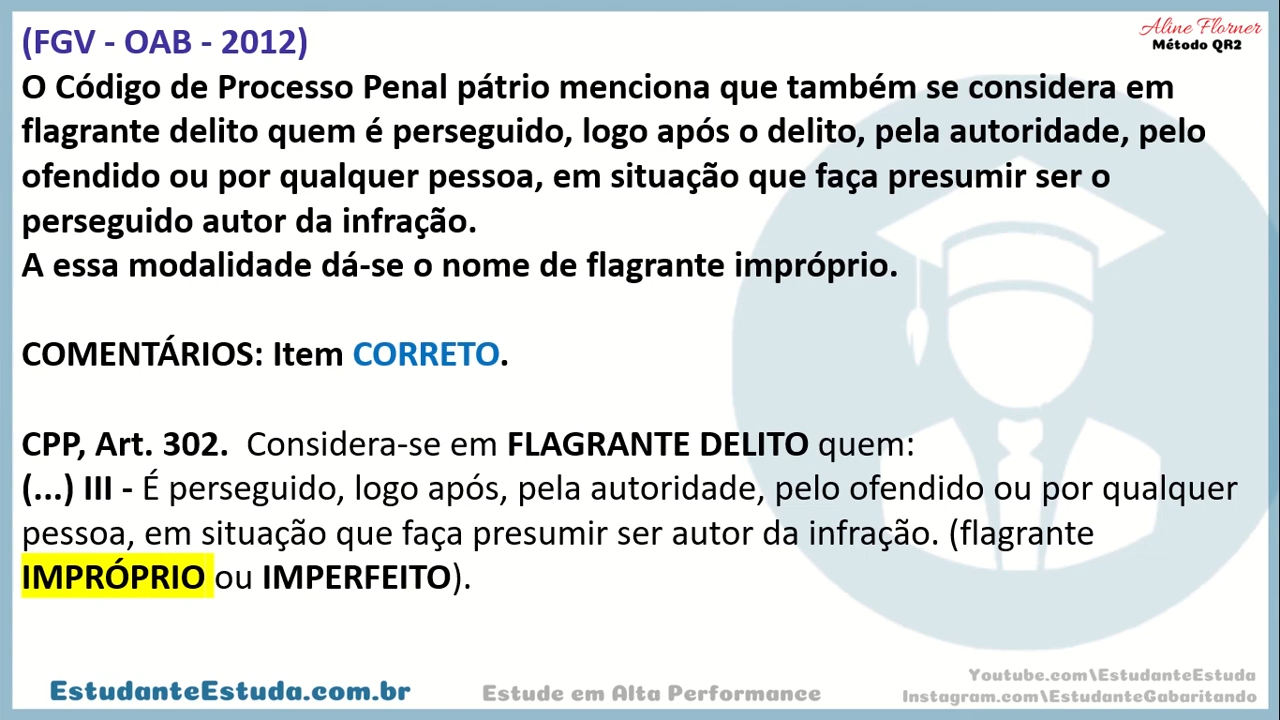 (FGV - OAB - 2012)
Aline Florner
Método QR2
O Código de Processo Penal pátrio menciona que também se considera em
flagrante delito quem é perseguido, logo após o delito, pela autoridade, pelo
ofendido ou por qualquer pessoa, em situação que faça presumir ser o
perseguido autor da infração.
A essa modalidade dá-se o nome de flagrante impróprio.
COMENTÁRIOS: Item CORRETO.
CPP, Art. 302.  Considera-se em FLAGRANTE DELITO quem:
(...) III - É perseguido, logo após, pela autoridade, pelo ofendido ou por qualquer
pessoa, em situação que faça presumir ser autor da infração. (flagrante
IMPRÓPRIO ou IMPERFEITO).
EstudanteEstuda.com.br
Estude em Alta Performance
Youtube.com\EstudanteEstuda
Instagram.com\EstudanteGabaritando